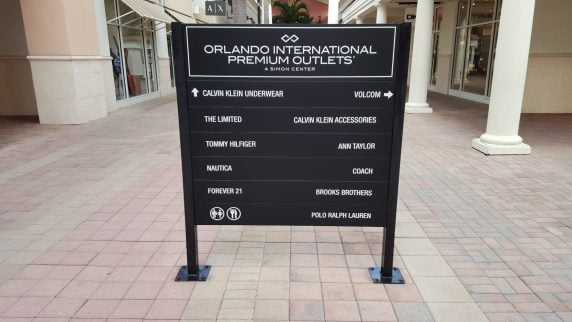 A X
ORLANDO INTERNATIONAL
PREMIUM OUTLETS
A SIMON CENTER
CALVIN KLEIN UNDERWEAR VOLCOM
THE LIMITED CALVIN KLEIN ACCESSORIES
TOMMY HILFIGER ANN TAYLOR
NAUTICA COACH
FOREVER 21 BROOKS BROTHERS
POLO RALPH LAUREN